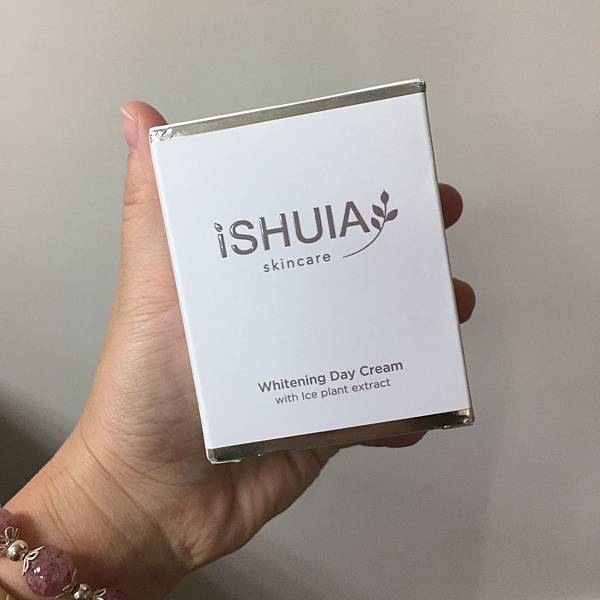 iSHUIA
skincare
Whitening Day Cream
with Ice plant extract